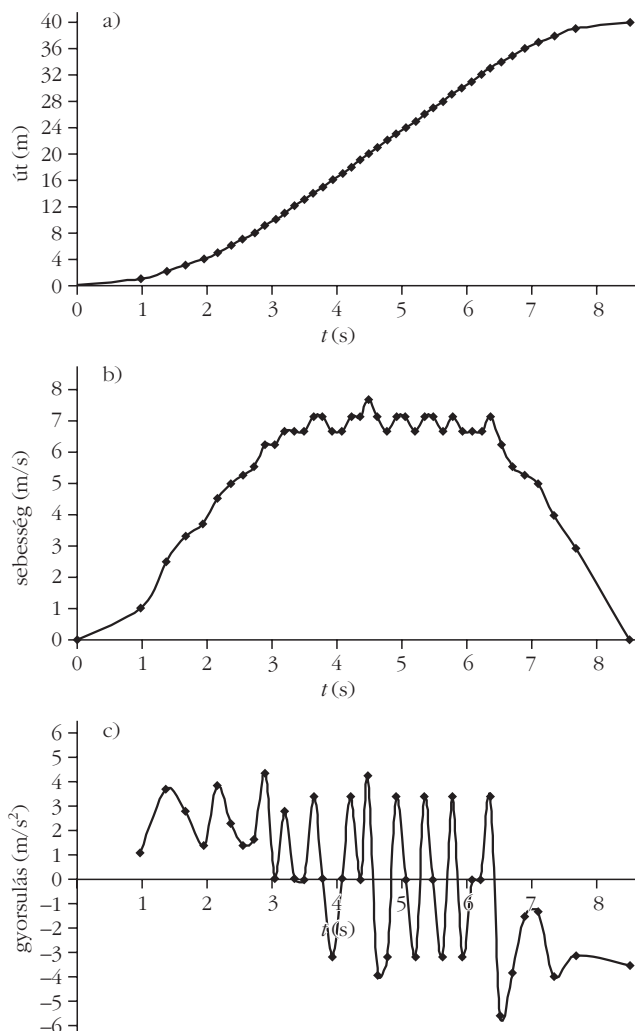 a)
40
36
32
28
24
20
16
12
8
4
0
út (m)
0 1 2 3 4 5 6 7 8
t (s)
b)
8
7
6
5
4
3
2
1
0
sebesség (m/s)
0 1 2 3 4 5 6 7 8
t (s)
c)
6
5
4
3
2
1
0
–1
–2
–3
–4
–5
–6
gyorsulás (m/s²)
1 2 3 4 5 6 7 8
t (s)